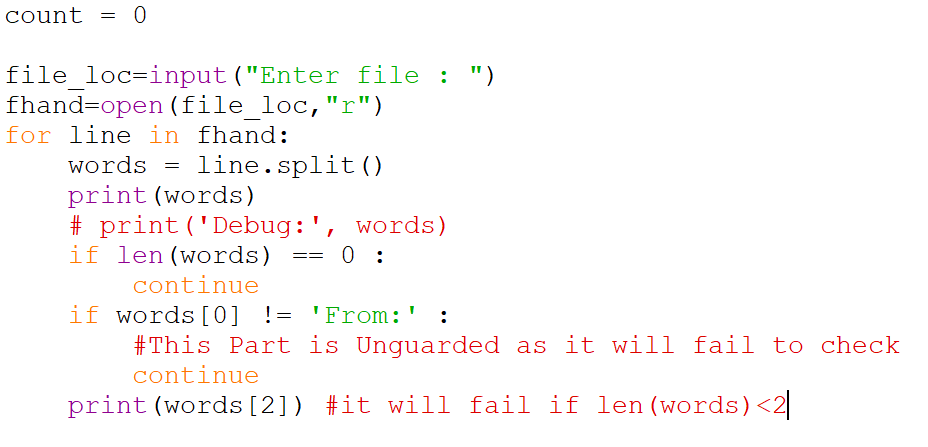 count = 0
file_loc=input("Enter file : ")
fhand=open(file_loc,"r")
for line in fhand:
    words = line.split()
    print(words)
    # print('Debug:', words)
    if len(words) == 0 :
        continue
    if words[0] != 'From:' :
        #This Part is Unguarded as it will fail to check
        continue
    print(words[2]) #it will fail if len(words)<2